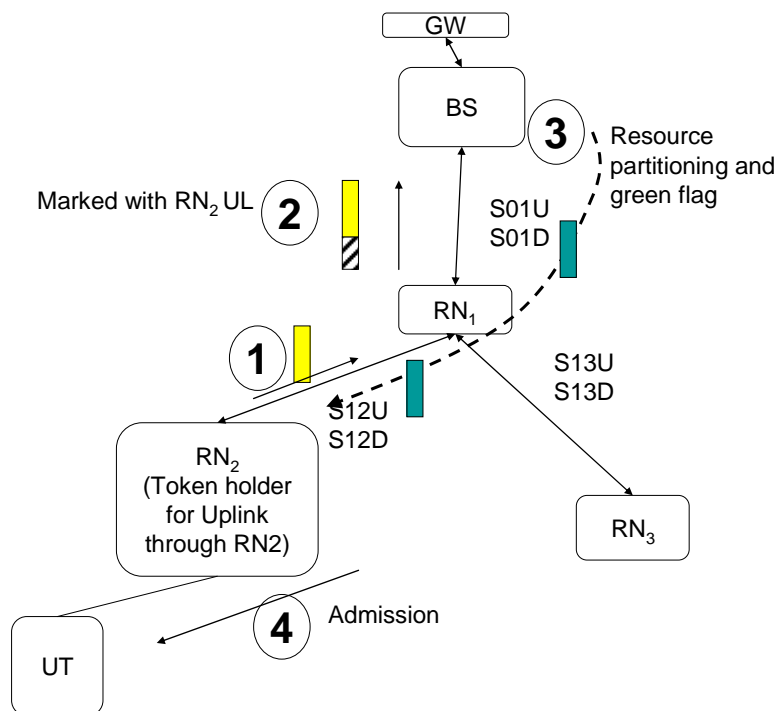 GW
BS
3
Resource
partitioning and
green flag
Marked with RN₂ UL
2
S01U
S01D
RN₁
1
S13U
S13D
S12U
S12D
RN₂
(Token holder
for Uplink
through RN2)
RN₃
4
Admission
UT